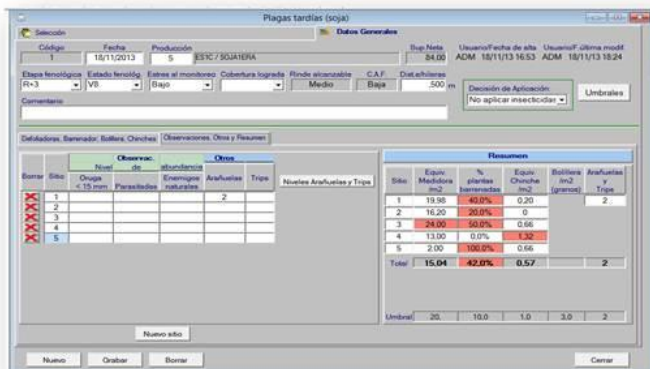 Plagas tardías (soja)
Selección Datos Generales
Código Fecha Producción Sup.Neta Usuario/Fecha de alta Usuario/F.última modif.
1 18/11/2013 5 ES1C / SOJA1ERA 84.00 ADM 18/11/13 16:53 ADM 18/11/13 18:24
Etapa fenológica Estado fenológ. Estres al monitoreo Cobertura lograda Rinde alcanzable C.A.F. Dist.e/hileras
R+3 V8 Bajo Medio Baja ,500 m
Decisión de Aplicación
No aplicar insecticidas
Umbrales
Comentario
Defoliadoras, Barrenador, Bolillera, Chinches Observaciones, Otros y Resumen
Observac. Otros
Nivel de abundancia
Borrar Sitio Oruga < 15 mm Parasitadas Enemigos naturales Arañuelas Trips
1 2
2
3
4
5
Niveles Arañuelas y Trips
Resumen
Sitio Equiv. Medidora /m2 % plantas barrenadas Equiv. Chinche /m2 Bolillera /m2 (granos) Arañuelas y Trips
1 19,98 40,0% 0,20 2
2 16,20 20,0% 0
3 24,00 50,0% 0,66
4 13,00 0,0% 1,32
5 2,00 100,0% 0,66
Total 15,04 42,0% 0,57 2
Umbral 20. 10.0 1.0 3.0 2
Nuevo sitio
Nuevo Grabar Borrar Cerrar